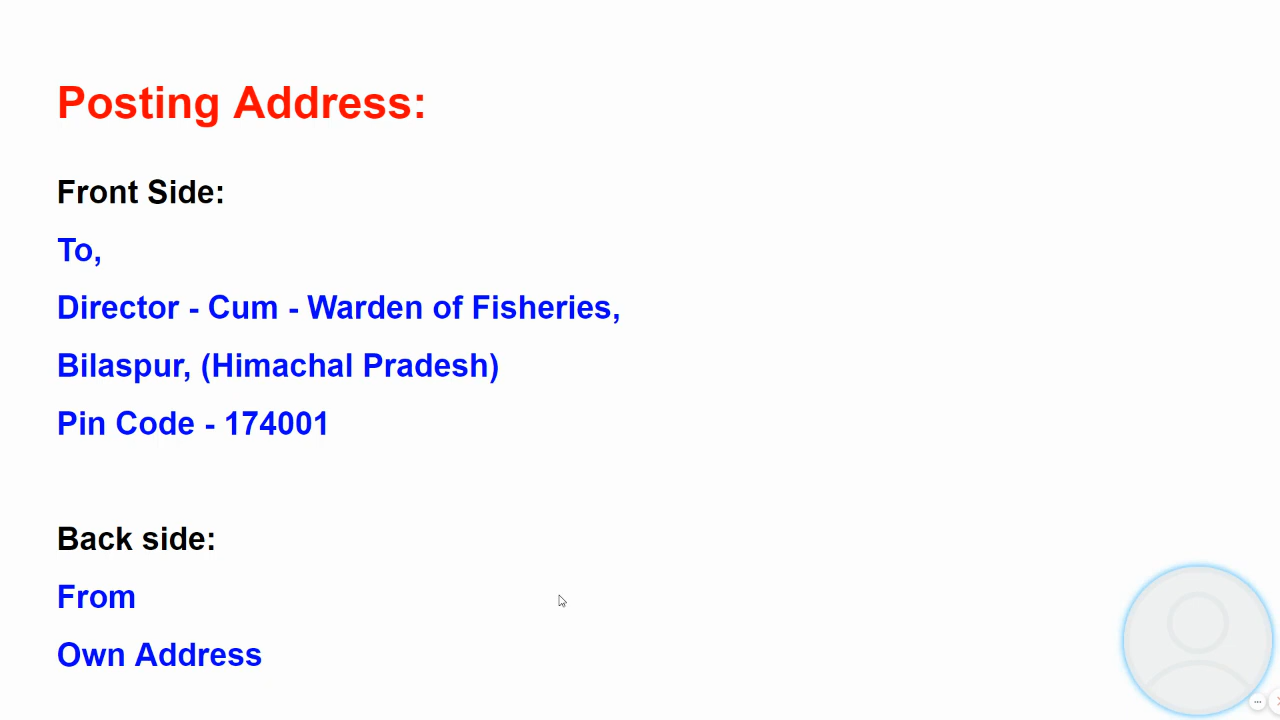 Posting Address:
Front Side:
To,
Director - Cum - Warden of Fisheries,
Bilaspur, (Himachal Pradesh)
Pin Code - 174001
Back side:
From
Own Address